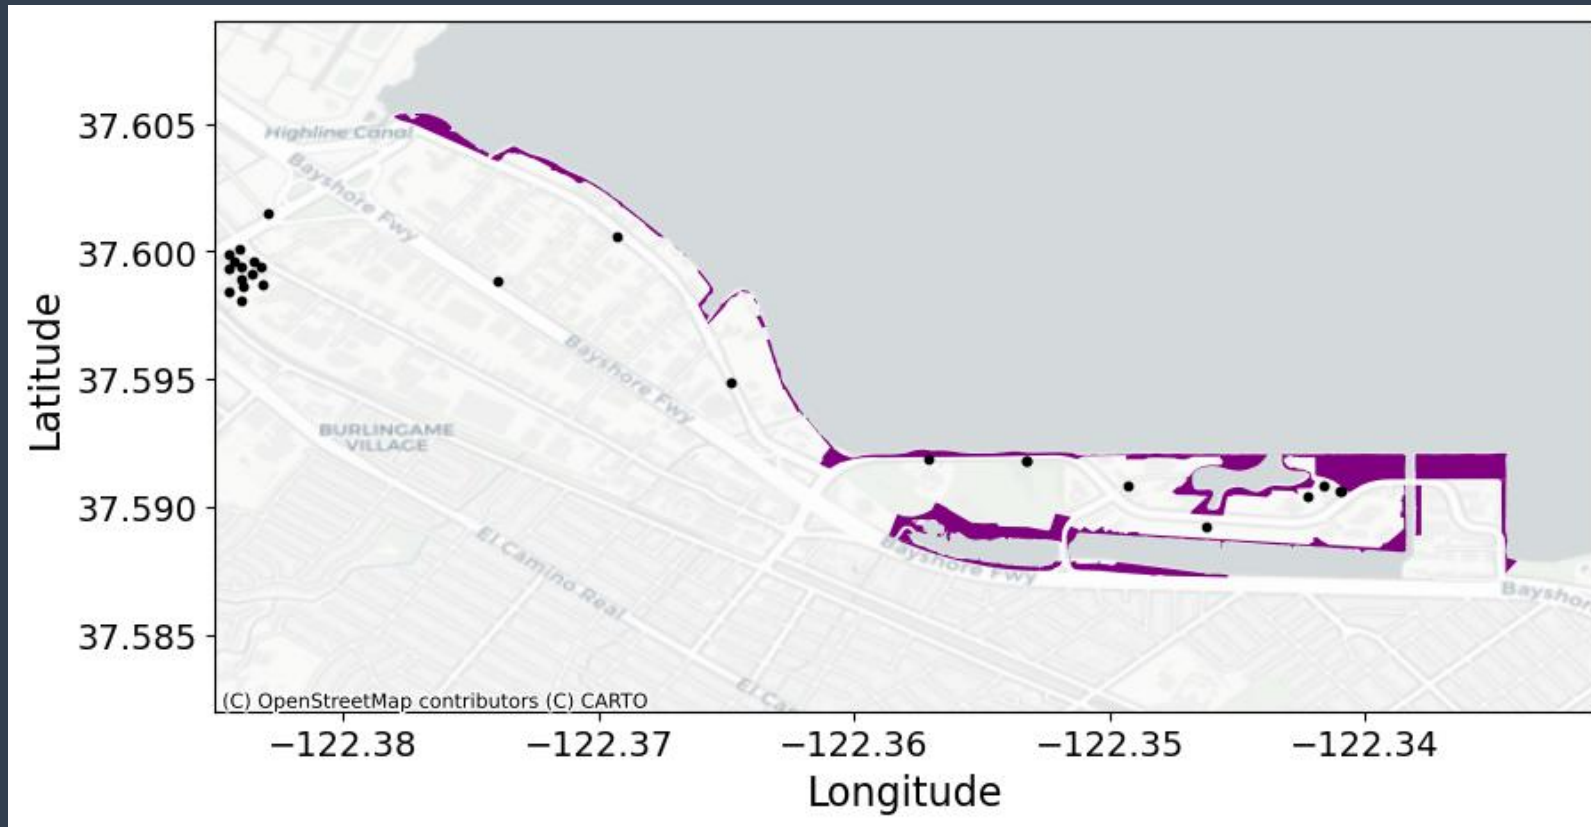 37.605
37.600
37.595
37.590
37.585
Latitude
Highline Canal
Bayshore Fwy
Bayshore Fwy
BURLINGAME
VILLAGE
Bayshore Fwy
El Camino Real
Bayshor
El Ca
(C) OpenStreetMap contributors (C) CARTO
−122.38
−122.37
−122.36
−122.35
−122.34
Longitude